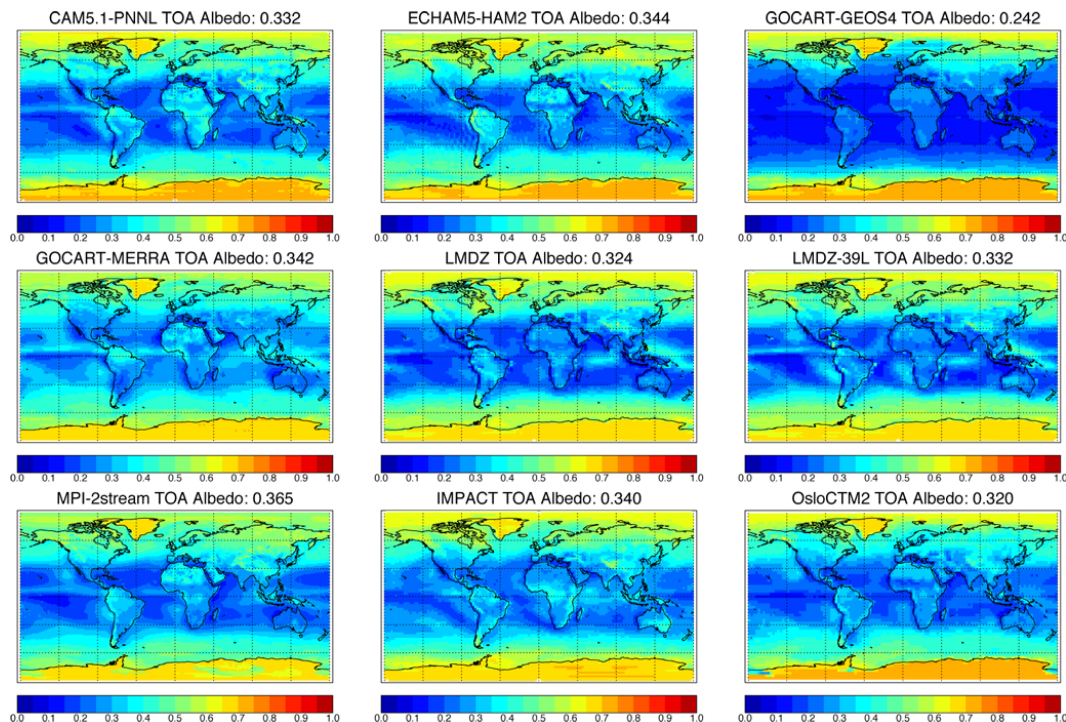 CAM5.1-PNNL TOA Albedo: 0.332
ECHAM5-HAM2 TOA Albedo: 0.344
GOCART-GEOS4 TOA Albedo: 0.242
0.0 0.1 0.2 0.3 0.4 0.5 0.6 0.7 0.8 0.9 1.0
0.0 0.1 0.2 0.3 0.4 0.5 0.6 0.7 0.8 0.9 1.0
0.0 0.1 0.2 0.3 0.4 0.5 0.6 0.7 0.8 0.9 1.0
GOCART-MERRA TOA Albedo: 0.342
LMDZ TOA Albedo: 0.324
LMDZ-39L TOA Albedo: 0.332
0.0 0.1 0.2 0.3 0.4 0.5 0.6 0.7 0.8 0.9 1.0
0.0 0.1 0.2 0.3 0.4 0.5 0.6 0.7 0.8 0.9 1.0
0.0 0.1 0.2 0.3 0.4 0.5 0.6 0.7 0.8 0.9 1.0
MPI-2stream TOA Albedo: 0.365
IMPACT TOA Albedo: 0.340
OsloCTM2 TOA Albedo: 0.320
0.0 0.1 0.2 0.3 0.4 0.5 0.6 0.7 0.8 0.9 1.0
0.0 0.1 0.2 0.3 0.4 0.5 0.6 0.7 0.8 0.9 1.0
0.0 0.1 0.2 0.3 0.4 0.5 0.6 0.7 0.8 0.9 1.0